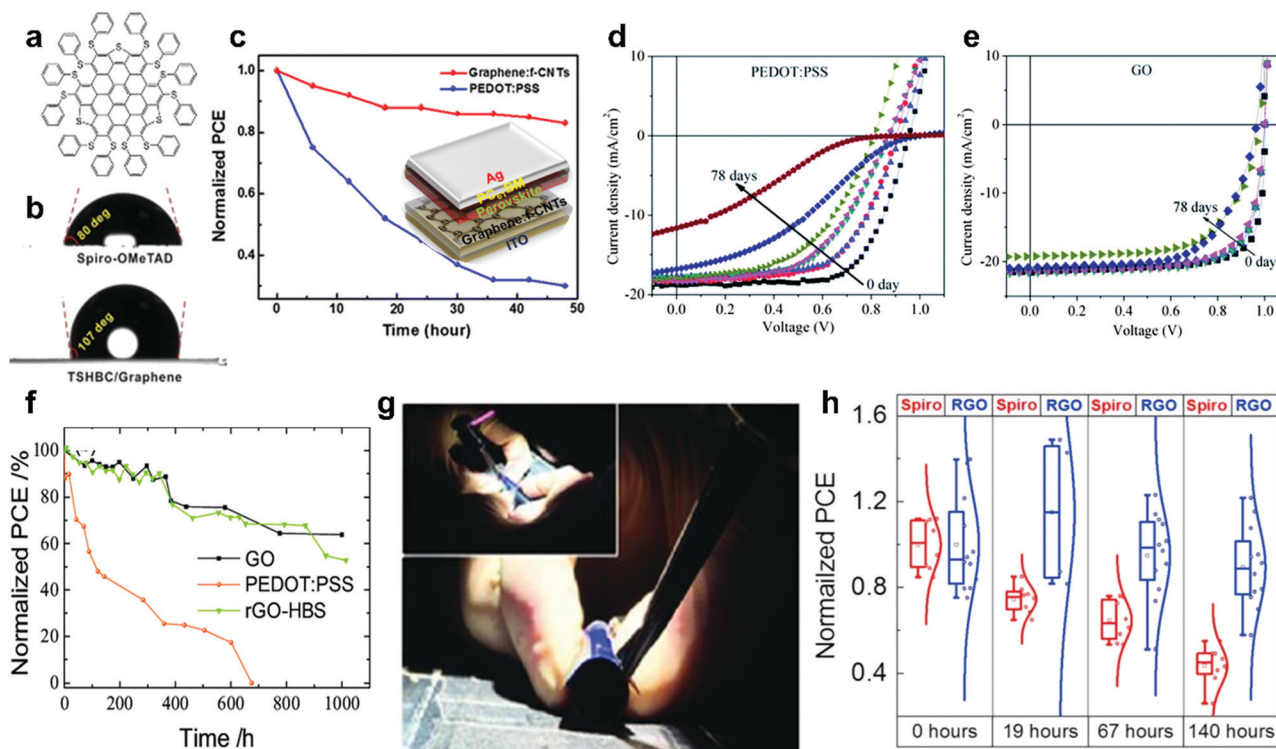 a
S S S
S S
S S
S S
S S
S S
S S
b
80 deg
Spiro-OMeTAD
107 deg
TSHBC/Graphene
c
Normalized PCE
1.0
0.8
0.6
0.4
0 10 20 30 40 50
Time (hour)
Graphene:f-CNTs
PEDOT:PSS
Ag
Perovskite
Graphene:f-CNTs
ITO
d
PEDOT:PSS
Current density (mA/cm²)
10
0
-10
-20
0.0 0.2 0.4 0.6 0.8 1.0
Voltage (V)
78 days
0 day
e
GO
Current density (mA/cm²)
10
0
-10
-20
0.0 0.2 0.4 0.6 0.8 1.0
Voltage (V)
78 days
0 day
f
Normalized PCE /%
100
80
60
40
20
0
0 200 400 600 800 1000
Time /h
GO
PEDOT:PSS
rGO-HBS
g
h
Spiro RGO Spiro RGO Spiro RGO Spiro RGO
Normailzed PCE
1.6
1.2
0.8
0.4
0 hours 19 hours 67 hours 140 hours